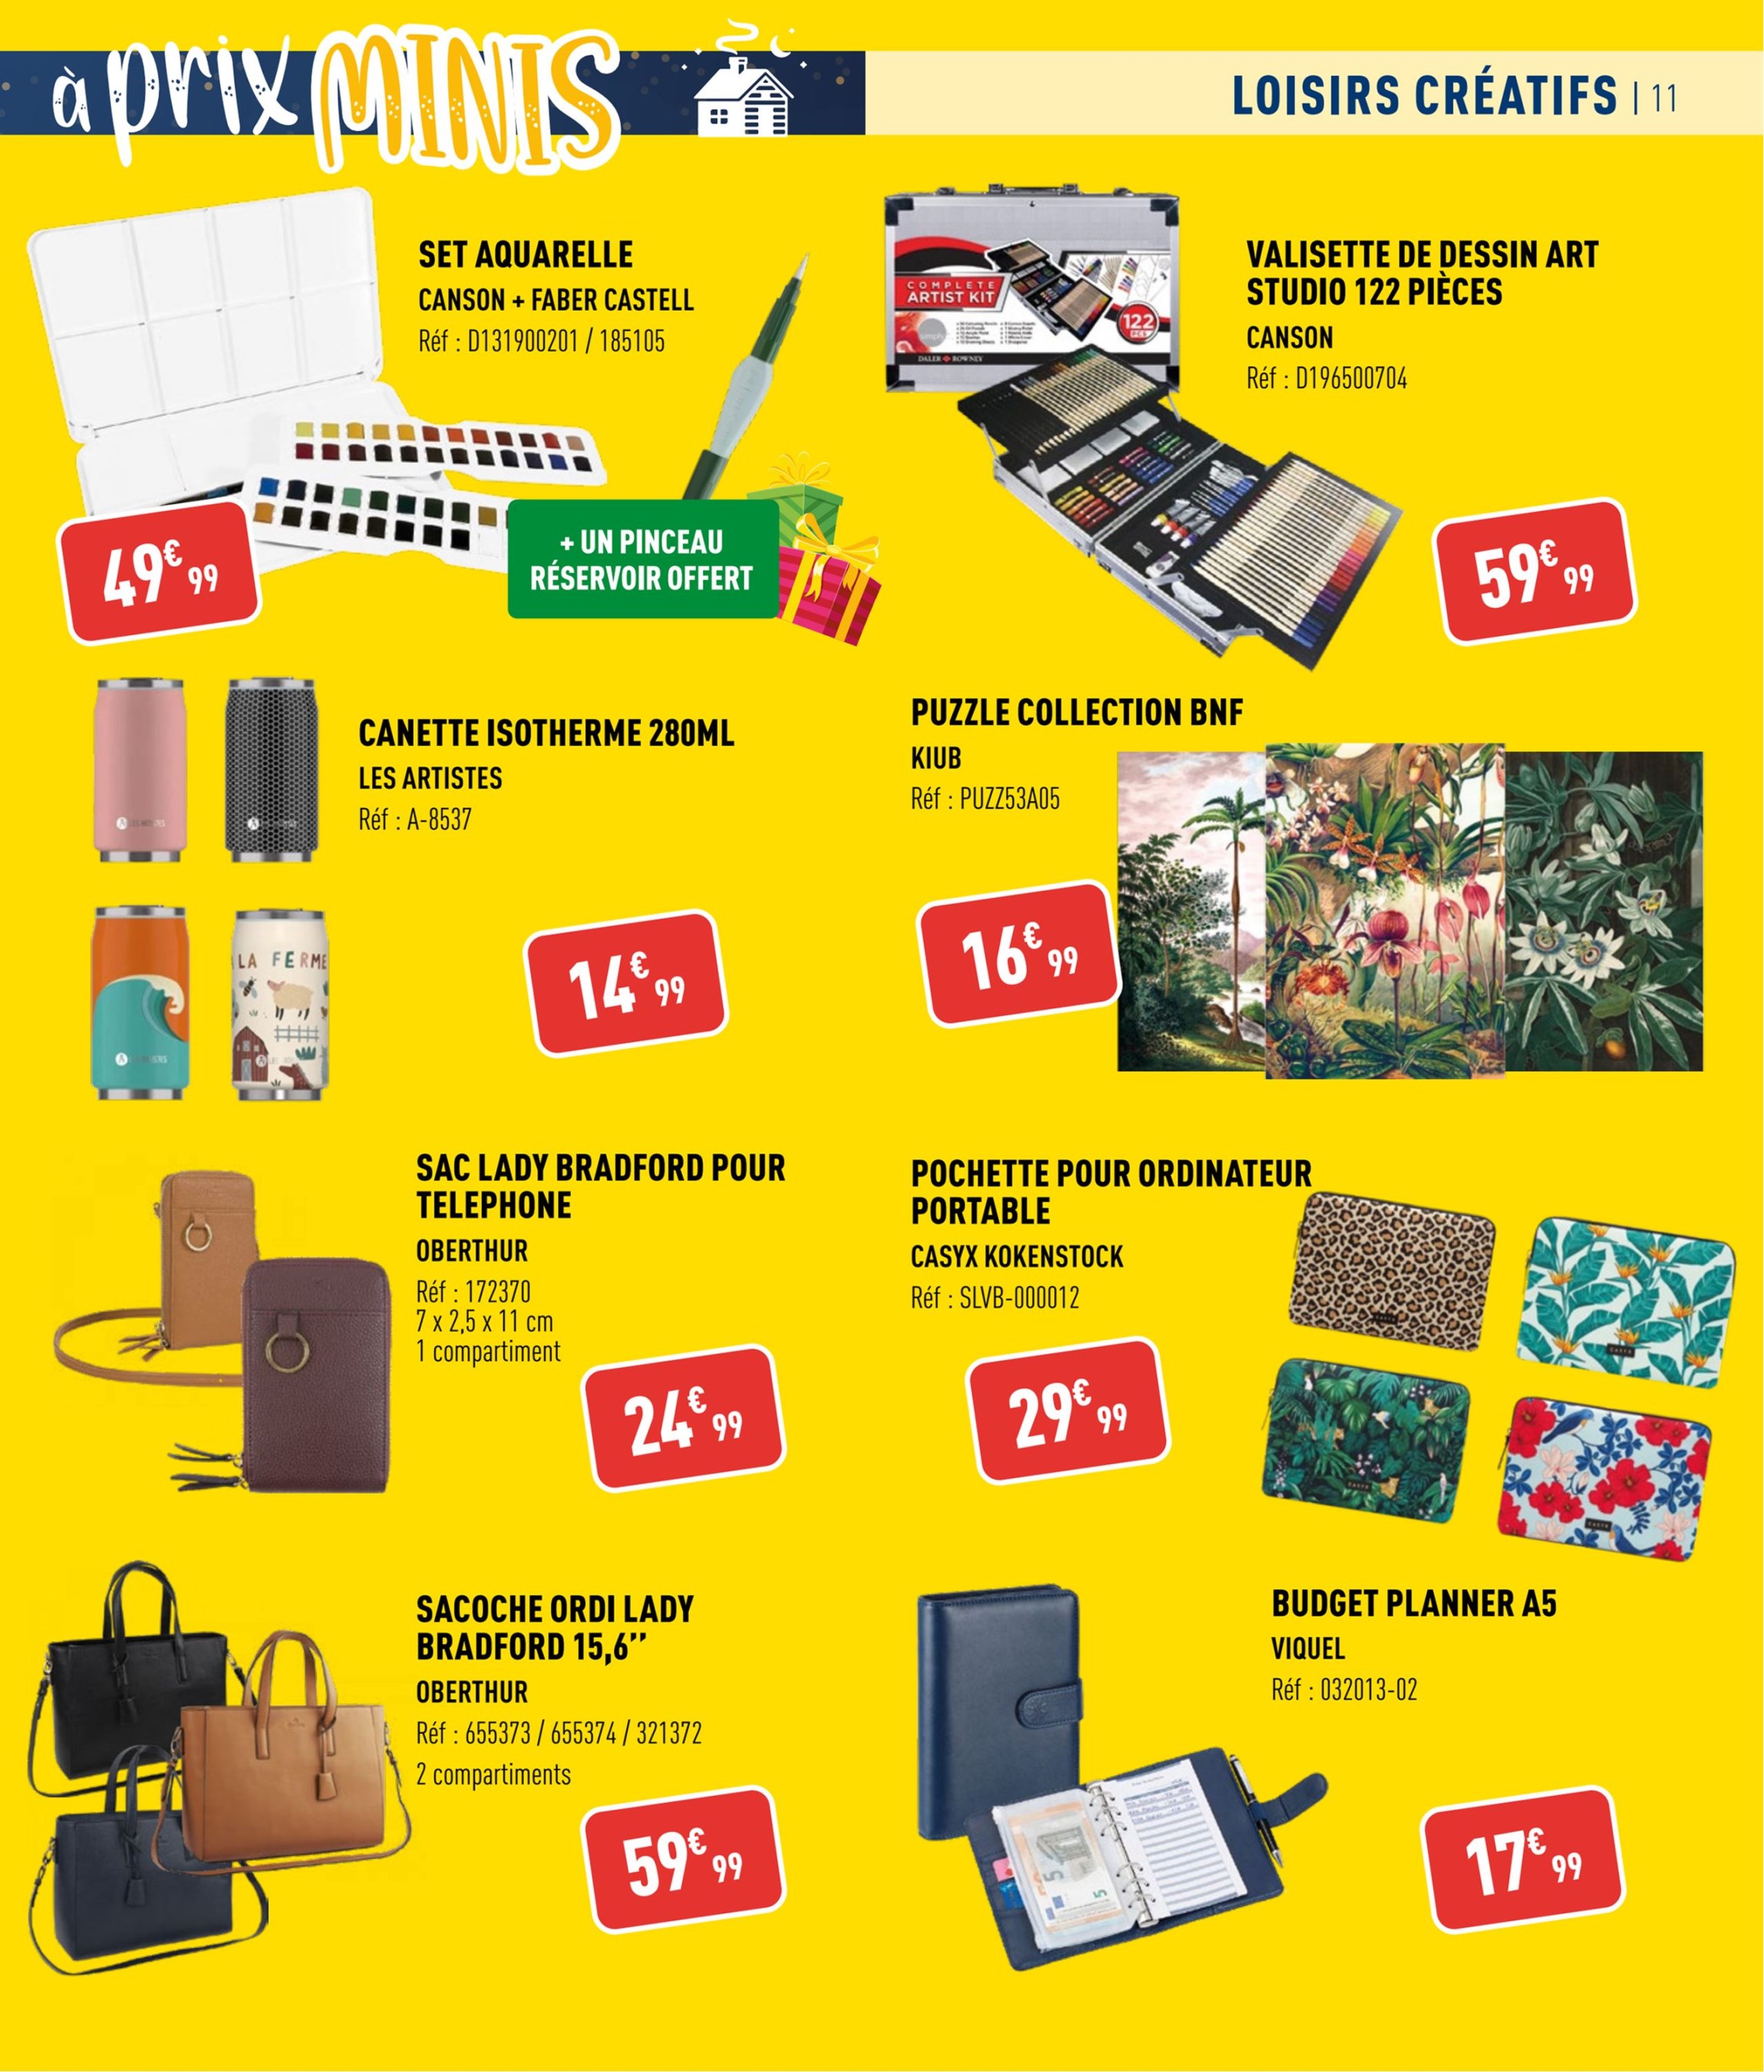 à prix MINIS
LOISIRS CRÉATIFS | 11
SET AQUARELLE
CANSON + FABER CASTELL
Réf : D131900201 / 185105
49€99
+ UN PINCEAU
RÉSERVOIR OFFERT
COMPLETE
ARTIST KIT
122
PCS
DALER ROWNEY
VALISETTE DE DESSIN ART
STUDIO 122 PIÈCES
CANSON
Réf : D196500704
59€99
CANETTE ISOTHERME 280ML
LES ARTISTES
Réf : A-8537
LA FERME
14€99
PUZZLE COLLECTION BNF
KIUB
Réf : PUZZ53A05
16€99
SAC LADY BRADFORD POUR
TELEPHONE
OBERTHUR
Réf : 172370
7 x 2,5 x 11 cm
1 compartiment
24€99
POCHETTE POUR ORDINATEUR
PORTABLE
CASYX KOKENSTOCK
Réf : SLVB-000012
29€99
CASYX
CASYX
SACOCHE ORDI LADY
BRADFORD 15,6’’
OBERTHUR
Réf : 655373 / 655374 / 321372
2 compartiments
59€99
BUDGET PLANNER A5
VIQUEL
Réf : 032013-02
5
5
17€99